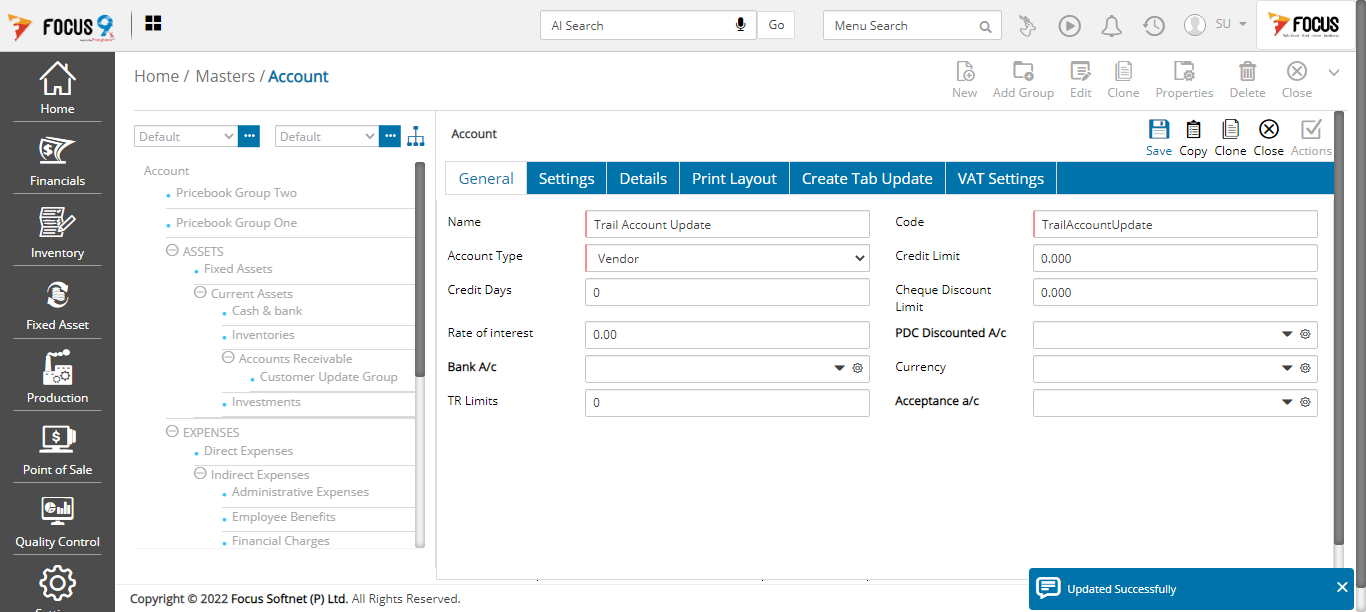 FOCUS 9
AI Search
Go
Menu Search
SU
FOCUS
Home
Financials
Inventory
Fixed Asset
Production
Point of Sale
Quality Control
Home / Masters / Account
New
Add Group
Edit
Clone
Properties
Delete
Close
Default
Default
Account
Pricebook Group Two
Pricebook Group One
ASSETS
Fixed Assets
Current Assets
Cash & bank
Inventories
Accounts Receivable
Customer Update Group
Investments
EXPENSES
Direct Expenses
Indirect Expenses
Administrative Expenses
Employee Benefits
Financial Charges
Account
Save
Copy
Clone
Close
Actions
General
Settings
Details
Print Layout
Create Tab Update
VAT Settings
Name
Trail Account Update
Code
TrailAccountUpdate
Account Type
Vendor
Credit Limit
0.000
Credit Days
0
Cheque Discount
Limit
0.000
Rate of interest
0.00
PDC Discounted A/c
Bank A/c
Currency
TR Limits
0
Acceptance a/c
Updated Successfully
Copyright © 2022 Focus Softnet (P) Ltd. All Rights Reserved.